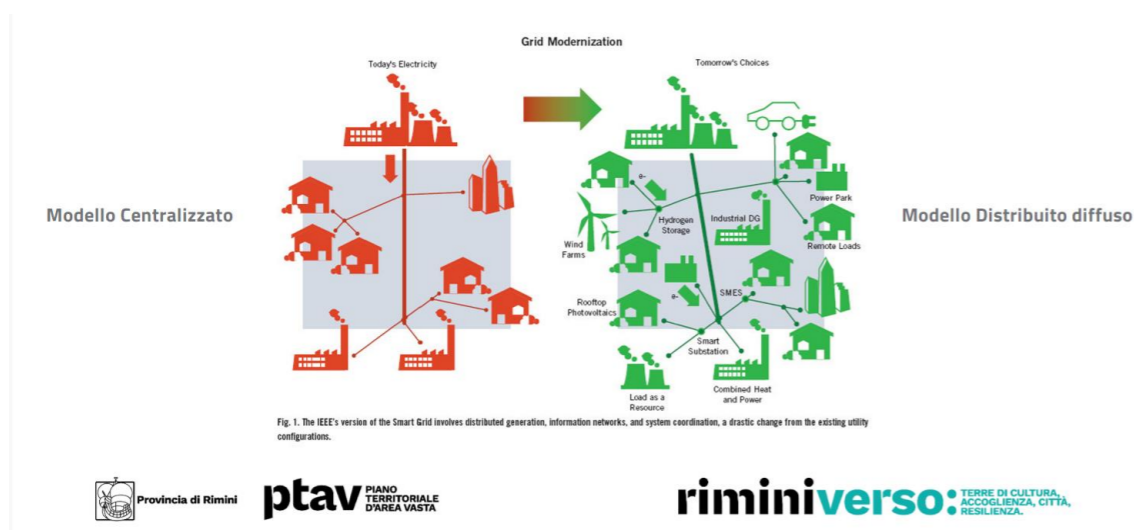 Grid Modernization
Today's Electricity
Tomorrow's Choices
Modello Centralizzato
Modello Distribuito diffuso
e-
Hydrogen
Storage
Wind
Farms
Industrial DG
Power Park
Remote Loads
Rooftop
Photovoltaics
e-
SMES
Smart
Substation
Load as a
Resource
Combined Heat
and Power
Fig. 1. The IEEE's version of the Smart Grid involves distributed generation, information networks, and system coordination, a drastic change from the existing utility
configurations.
Provincia di Rimini
ptav
PIANO
TERRITORIALE
D'AREA VASTA
riminiverso:
TERRE DI CULTURA,
ACCOGLIENZA, CITTÀ,
RESILIENZA.